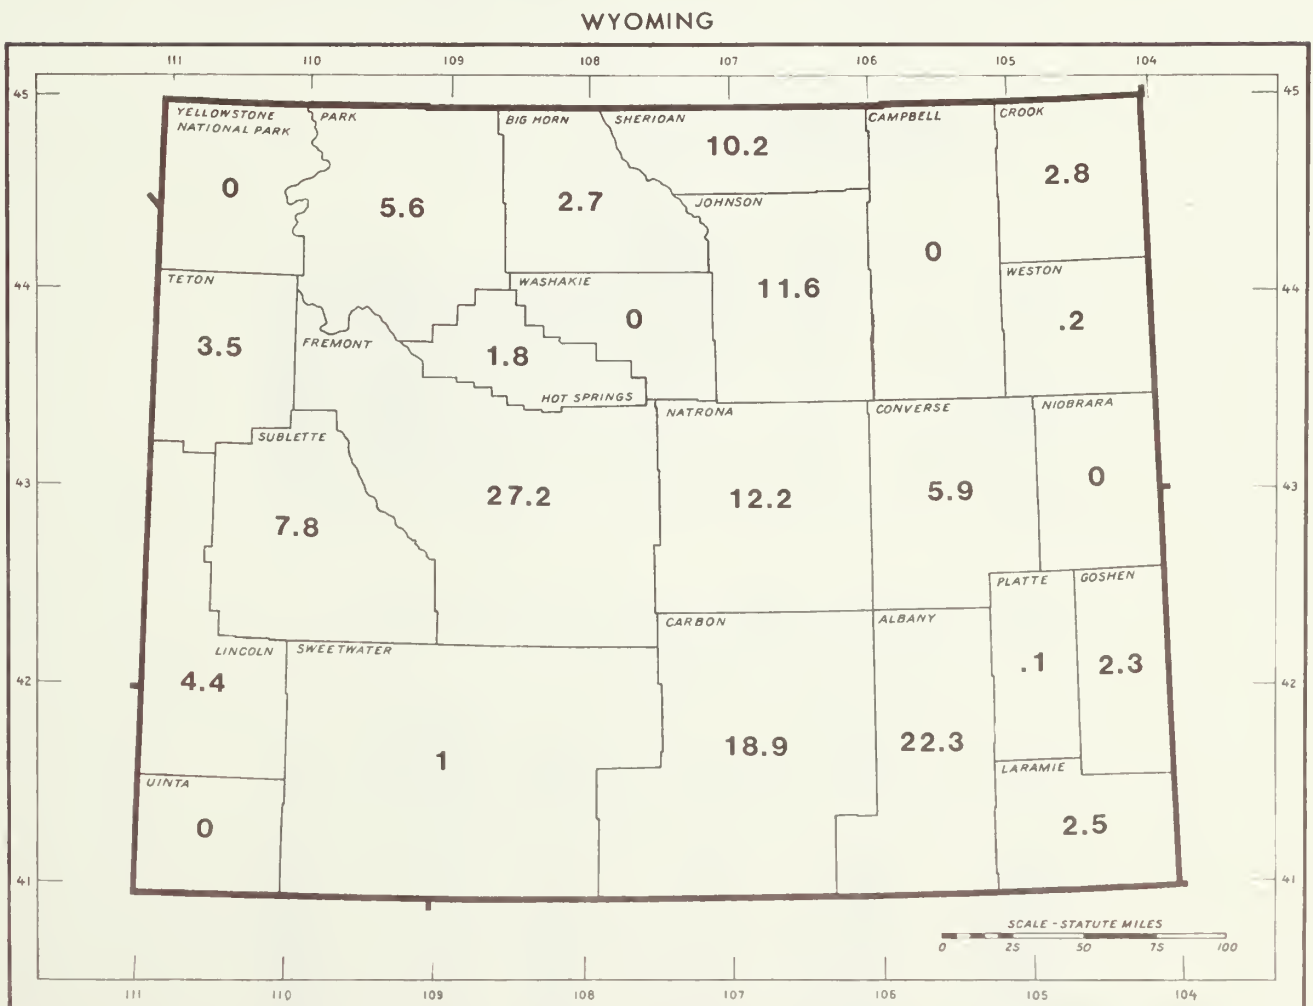 WYOMING
111 110 109 108 107 106 105 104
45 45
YELLOWSTONE
NATIONAL PARK
0
PARK
5.6
BIG HORN
2.7
SHERIDAN
10.2
JOHNSON
11.6
CAMPBELL
0
CROOK
2.8
44 44
TETON
3.5
WASHAKIE
0
WESTON
.2
FREMONT
27.2
1.8
HOT SPRINGS
NATRONA
12.2
CONVERSE
5.9
NIOBRARA
0
43 43
SUBLETTE
7.8
PLATTE
.1
GOSHEN
2.3
CARBON
18.9
ALBANY
22.3
LINCOLN
4.4
SWEETWATER
1
42 42
UINTA
0
LARAMIE
2.5
41 41
SCALE - STATUTE MILES
0 25 50 75 100
111 110 109 108 107 106 105 104